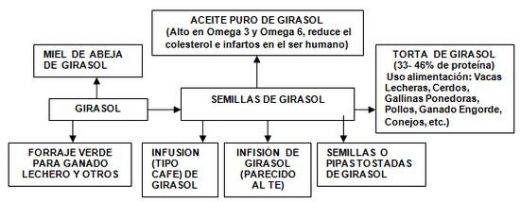 ACEITE PURO DE GIRASOL
(Alto en Omega 3 y Omega 6, reduce el
colesterol e infartos en el ser humano)
MIEL DE ABEJA
DE GIRASOL
TORTA DE GIRASOL
(33- 46% de proteína)
Uso alimentación: Vacas
Lecheras, Cerdos,
Gallinas Ponedoras,
Pollos, Ganado Engorde,
Conejos, etc.)
GIRASOL
SEMILLAS DE GIRASOL
FORRAJE VERDE
PARA GANADO
LECHERO Y OTROS
INFUSION
(TIPO
CAFE) DE
GIRASOL
INFISIÓN DE
GIRASOL
(PARECIDO
AL TE)
SEMILLAS O
PIPAS TOSTADAS
DE GIRASOL